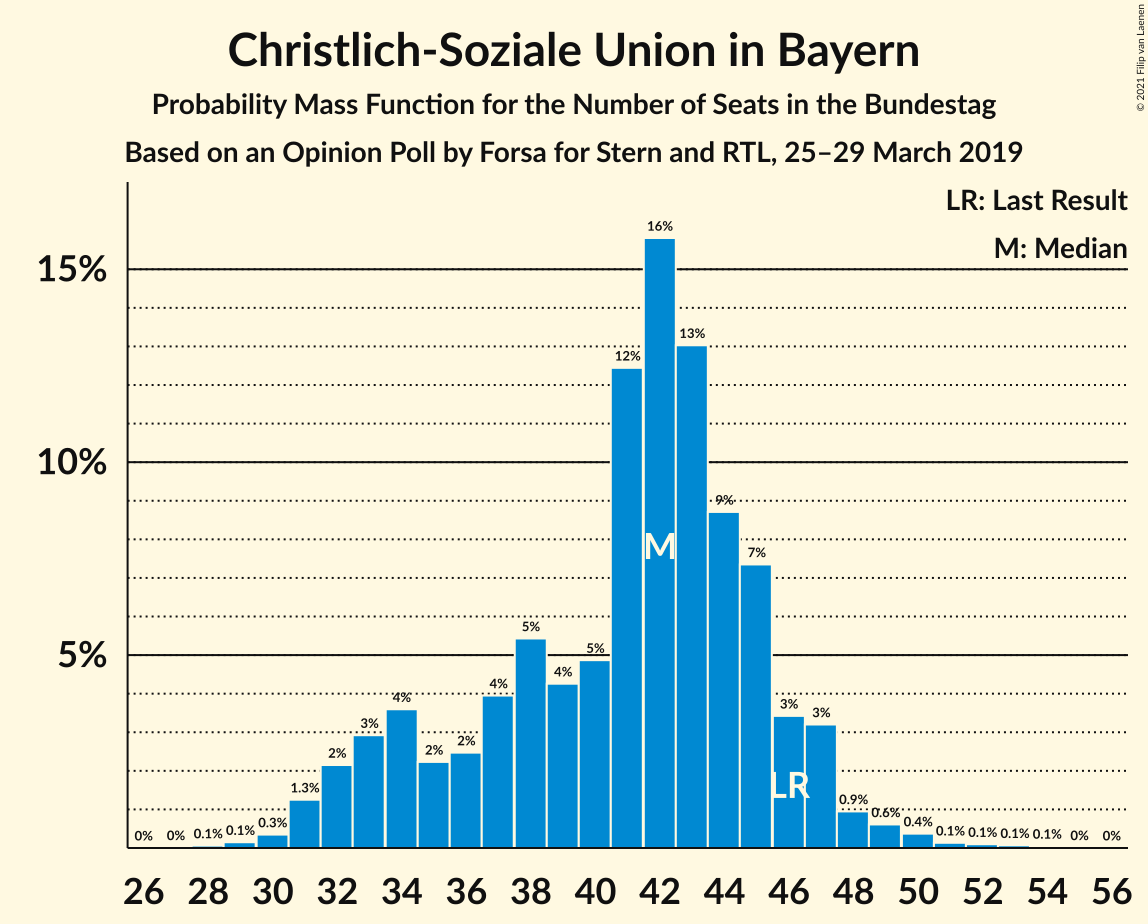 Christlich-Soziale Union in Bayern
Probability Mass Function for the Number of Seats in the Bundestag
Based on an Opinion Poll by Forsa for Stern and RTL, 25–29 March 2019
© 2021 Filip van Laenen
LR: Last Result
M: Median
15%
10%
5%
0% 0% 0.1% 0.1% 0.3% 1.3% 2% 3% 4% 2% 2% 4% 5% 4% 5% 12% 16% 13% 9% 7% 3% 3% 0.9% 0.6% 0.4% 0.1% 0.1% 0.1% 0.1% 0% 0%
M
LR
26 28 30 32 34 36 38 40 42 44 46 48 50 52 54 56